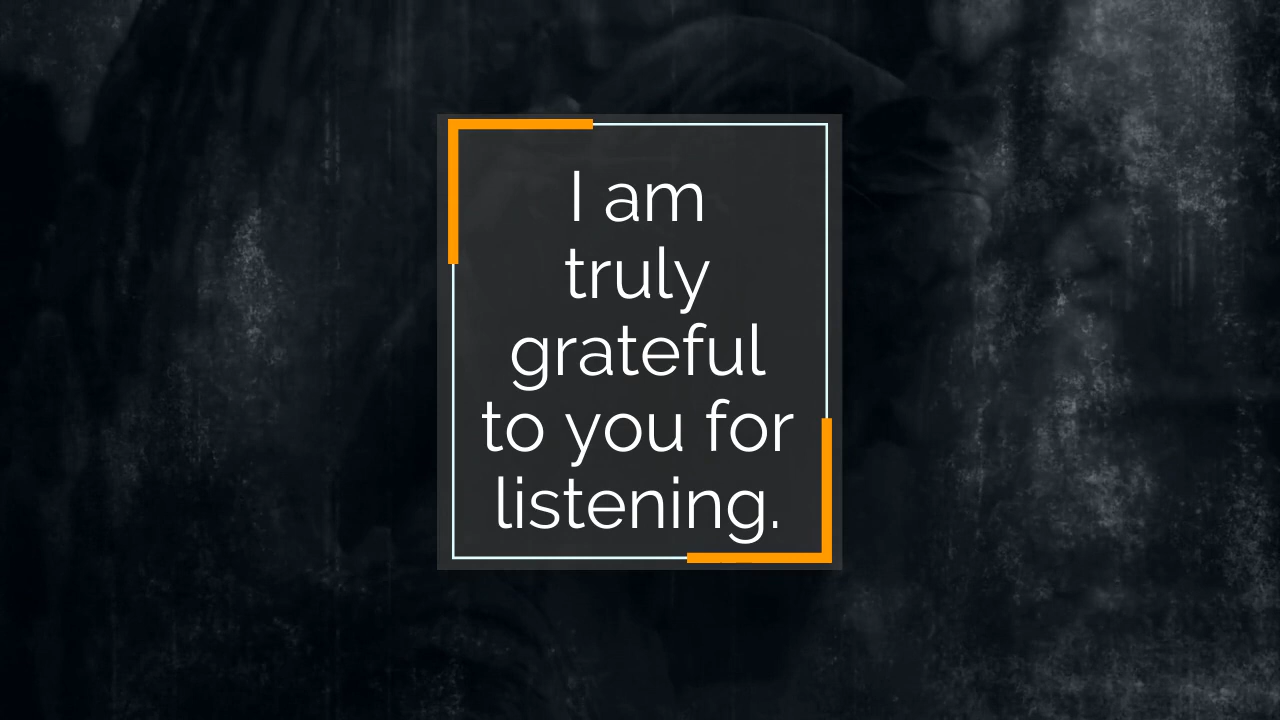 I am
truly
grateful
to you for
listening.